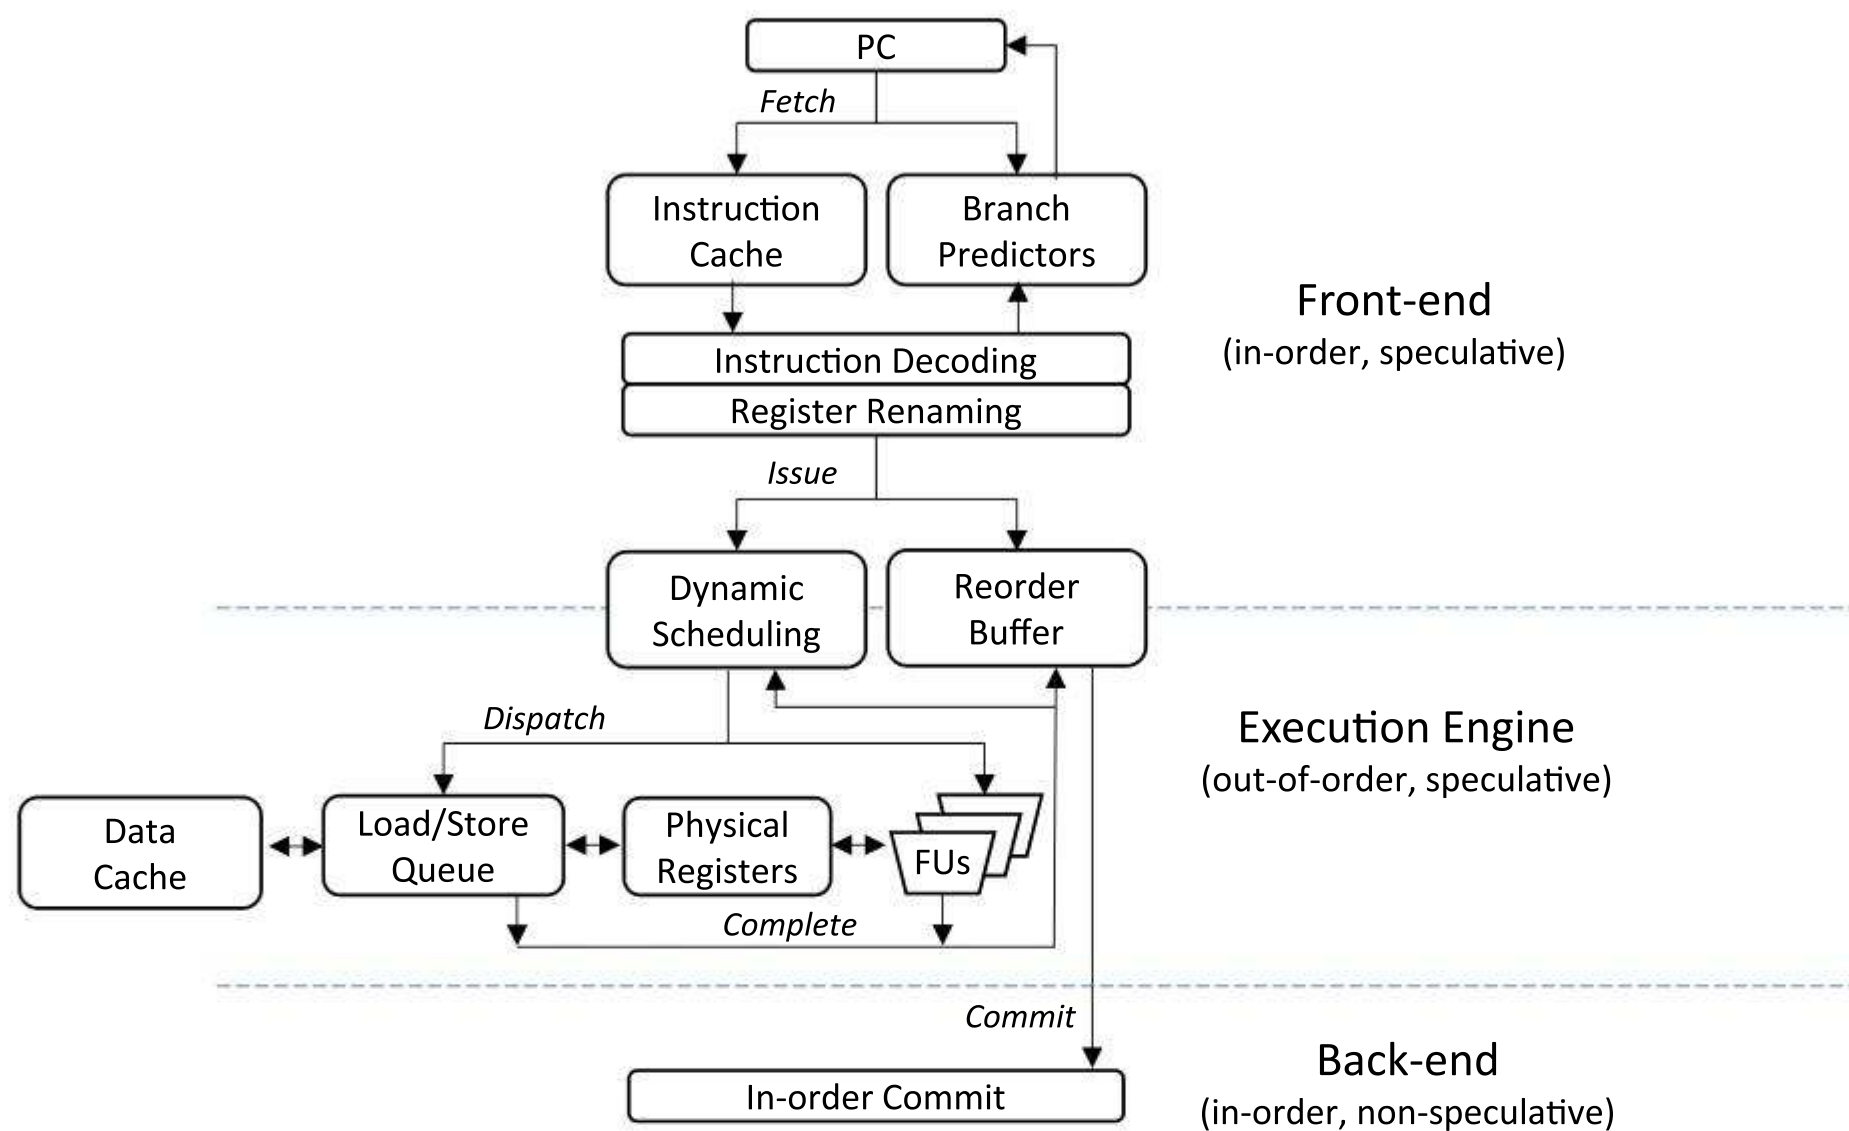 PC
Fetch
Instruction
Cache
Branch
Predictors
Front-end
(in-order, speculative)
Instruction Decoding
Register Renaming
Issue
Dynamic
Scheduling
Reorder
Buffer
Dispatch
Execution Engine
(out-of-order, speculative)
Data
Cache
Load/Store
Queue
Physical
Registers
FUs
Complete
Commit
Back-end
(in-order, non-speculative)
In-order Commit